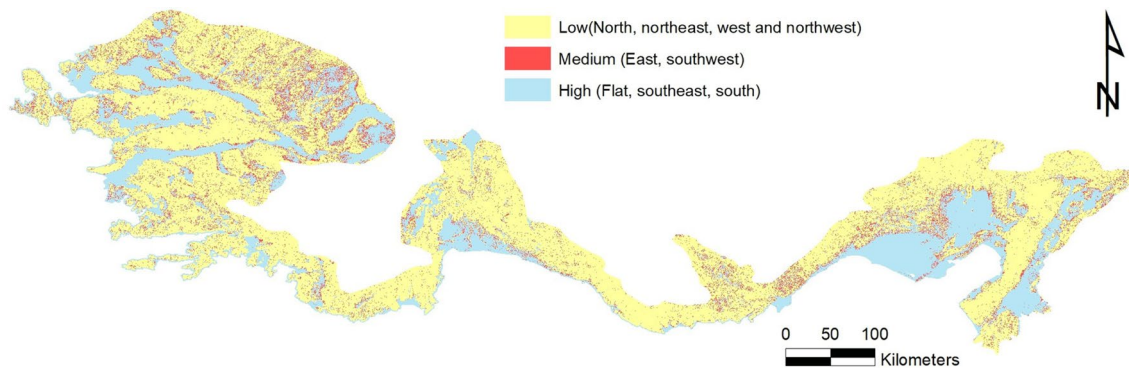 Low(North, northeast, west and northwest)
Medium (East, southwest)
High (Flat, southeast, south)
N
0 50 100
Kilometers